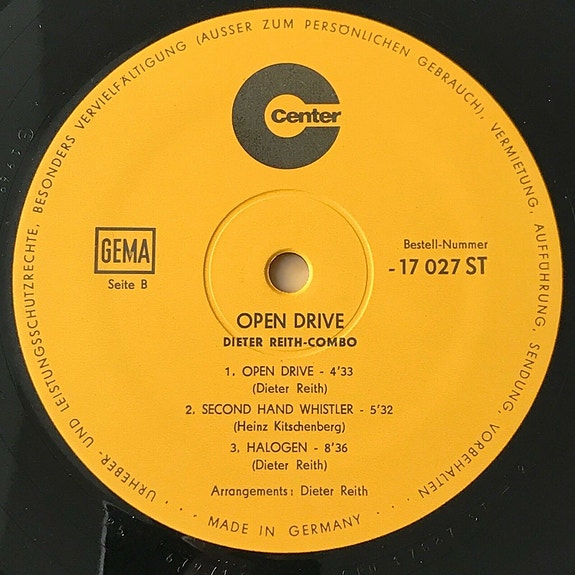 URHEBER- UND LEISTUNGSSCHUTZRECHTE, BESONDERS VERVIELFÄLTIGUNG (AUSSER ZUM PERSÖNLICHEN GEBRAUCH), VERMIETUNG, AUFFÜHRUNG, SENDUNG, VORBEHALTEN
Center
GEMA
Seite B
Bestell-Nummer
-17 027 ST
OPEN DRIVE
DIETER REITH-COMBO
1. OPEN DRIVE - 4'33
(Dieter Reith)
2. SECOND HAND WHISTLER - 5'32
(Heinz Kitschenberg)
3. HALOGEN - 8'36
(Dieter Reith)
Arrangements: Dieter Reith
MADE IN GERMANY